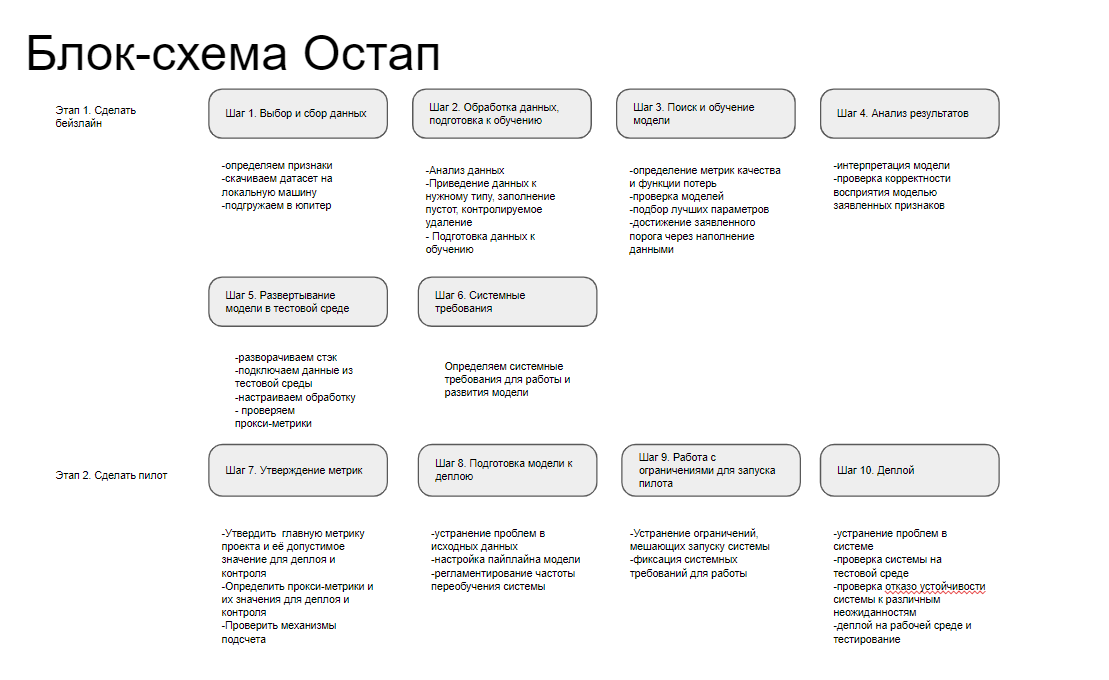 Блок-схема Остап
Этап 1. Сделать
бейзлайн
Шаг 1. Выбор и сбор данных
Шаг 2. Обработка данных,
подготовка к обучению
Шаг 3. Поиск и обучение
модели
Шаг 4. Анализ результатов
-определяем признаки
-скачиваем датасет на
локальную машину
-подгружаем в юпитер
-Анализ данных
-Приведение данных к
нужному типу, заполнение
пустот, контролируемое
удаление
- Подготовка данных к
обучению
-определение метрик качества
и функции потерь
-проверка моделей
-подбор лучших параметров
-достижение заявленного
порога через наполнение
данными
-интерпретация модели
-проверка корректности
восприятия моделью
заявленных признаков
Шаг 5. Развертывание
модели в тестовой среде
Шаг 6. Системные
требования
-разворачиваем стэк
-подключаем данные из
тестовой среды
-настраиваем обработку
- проверяем
прокси-метрики
Определяем системные
требования для работы и
развития модели
Этап 2. Сделать пилот
Шаг 7. Утверждение метрик
Шаг 8. Подготовка модели к
деплою
Шаг 9. Работа с
ограничениями для запуска
пилота
Шаг 10. Деплой
-Утвердить главную метрику
проекта и её допустимое
значение для деплоя и
контроля
-Определить прокси-метрики и
их значения для деплоя и
контроля
-Проверить механизмы
подсчета
-устранение проблем в
исходных данных
-настройка пайплайна модели
-регламентирование частоты
переобучения системы
-Устранение ограничений,
мешающих запуску системы
-фиксация системных
требований для работы
-устранение проблем в
системе
-проверка системы на
тестовой среде
-проверка отказо устойчивости
системы к различным
неожиданностям
-деплой на рабочей среде и
тестирование